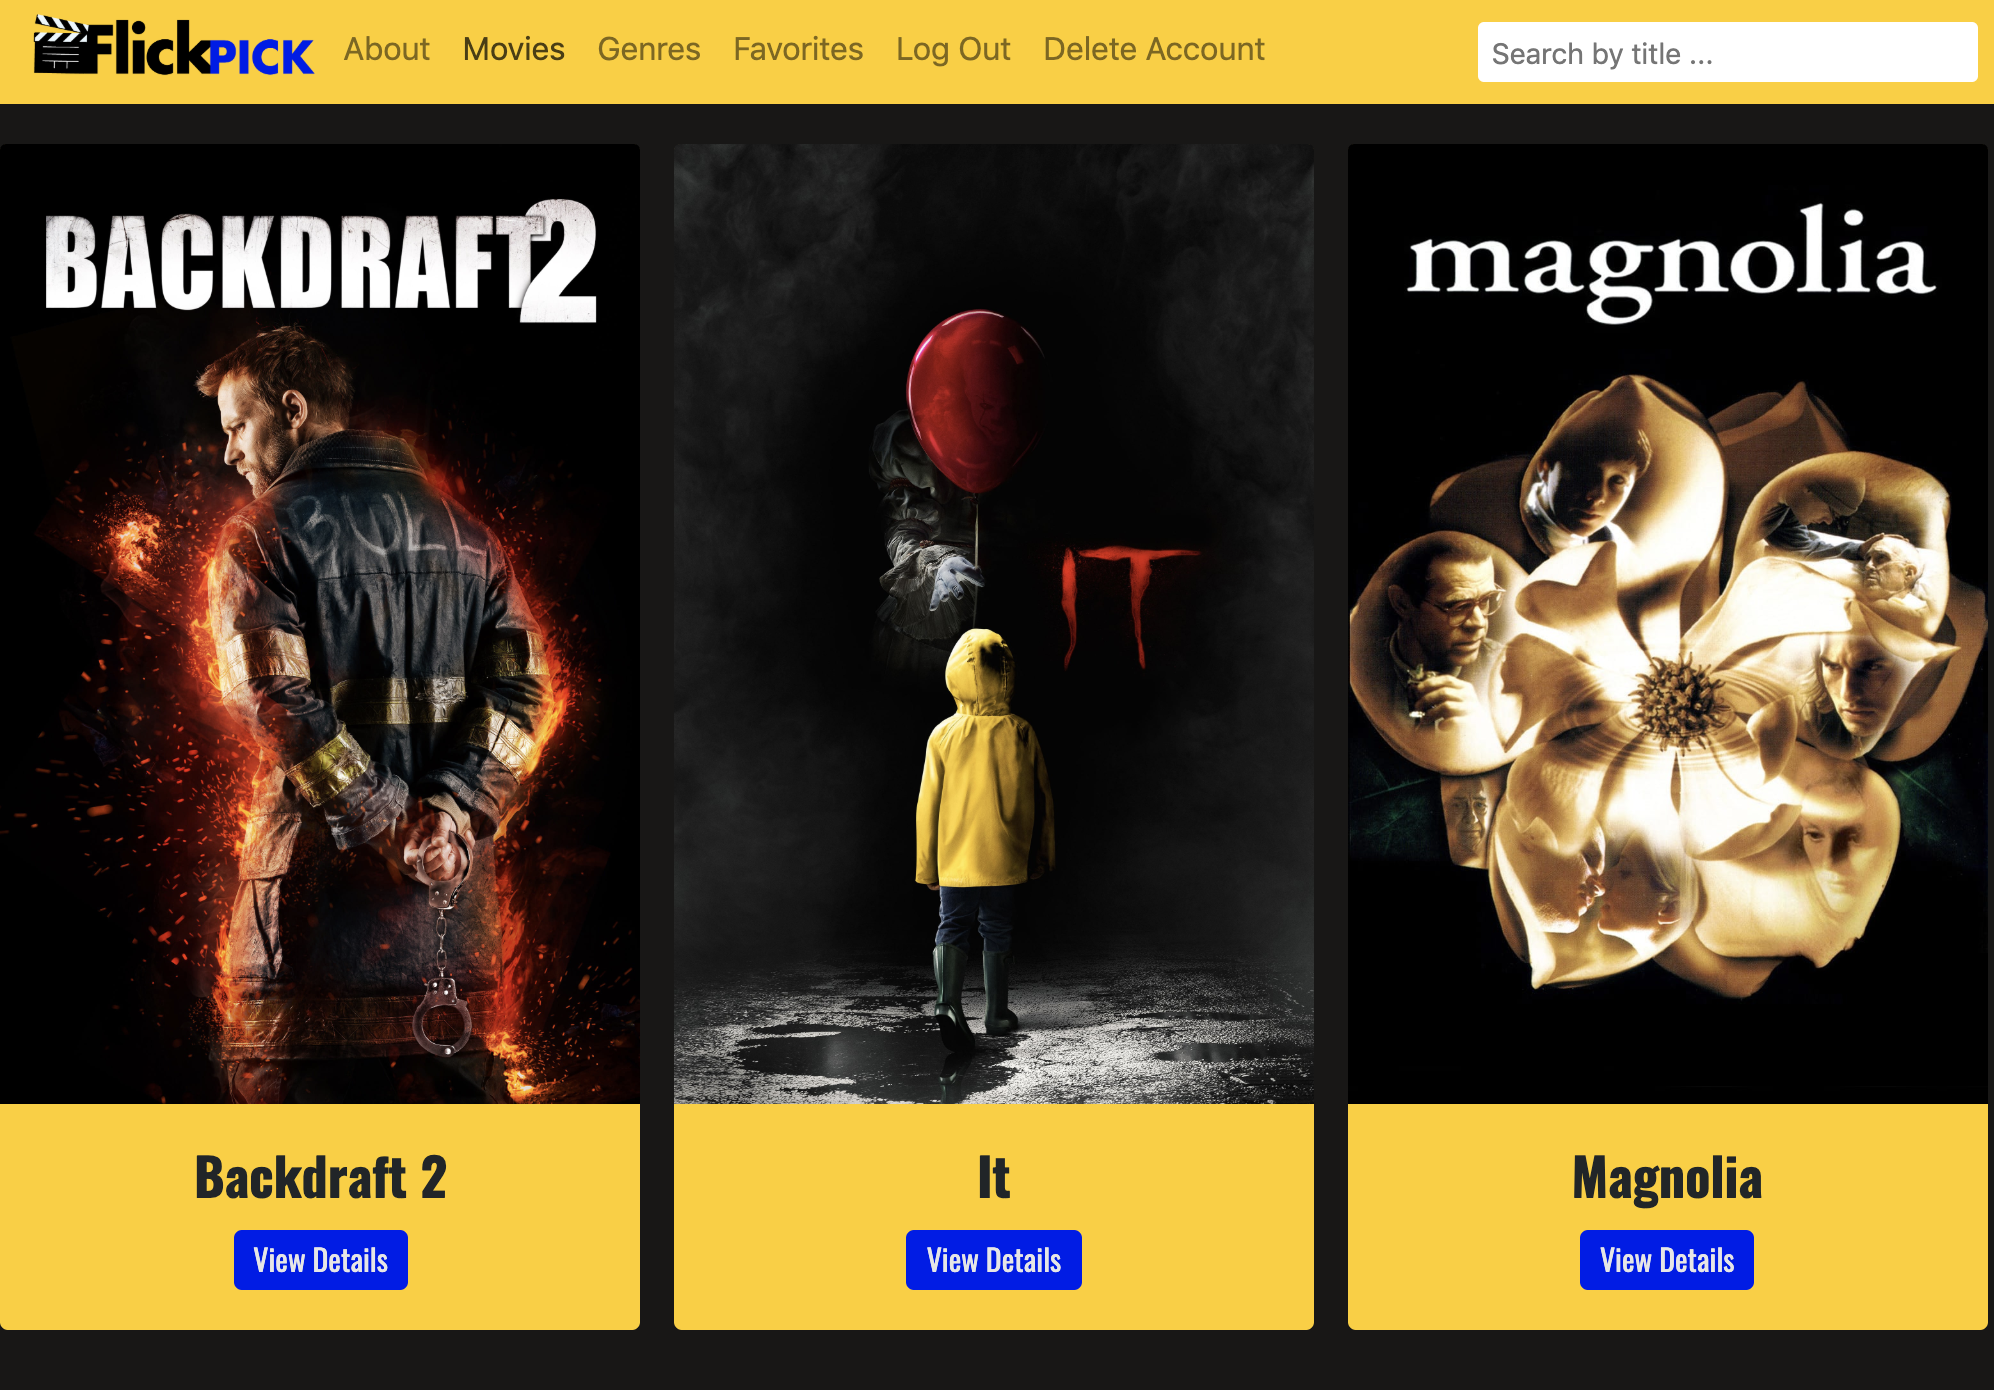 FlickPICK
About Movies Genres Favorites Log Out Delete Account
Search by title ...
BACKDRAFT 2
BULL
IT
magnolia
Backdraft 2
It
Magnolia
View Details
View Details
View Details